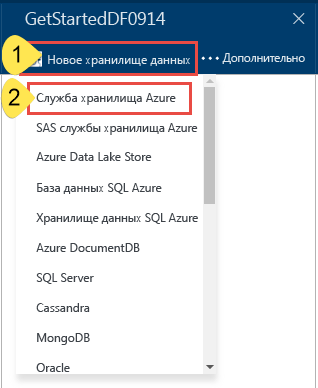 GetStartedDF0914
1 Новое хранилище данных ••• Дополнительно
2 Служба хранилища Azure
SAS службы хранилища Azure
Azure Data Lake Store
База данных SQL Azure
Хранилище данных SQL Azure
Azure DocumentDB
SQL Server
Cassandra
MongoDB
Oracle